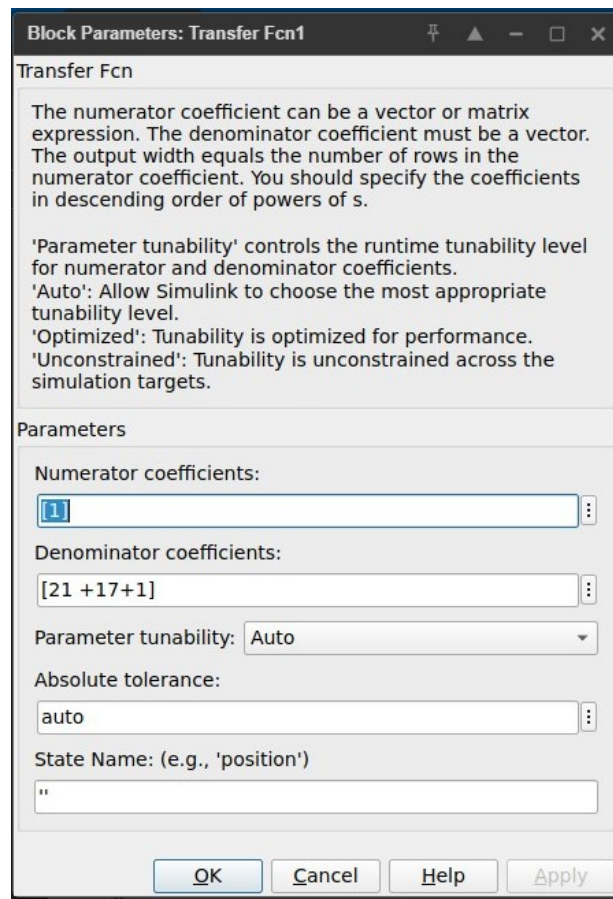 Block Parameters: Transfer Fcn1
Transfer Fcn
The numerator coefficient can be a vector or matrix
expression. The denominator coefficient must be a vector.
The output width equals the number of rows in the
numerator coefficient. You should specify the coefficients
in descending order of powers of s.
'Parameter tunability' controls the runtime tunability level
for numerator and denominator coefficients.
'Auto': Allow Simulink to choose the most appropriate
tunability level.
'Optimized': Tunability is optimized for performance.
'Unconstrained': Tunability is unconstrained across the
simulation targets.
Parameters
Numerator coefficients:
[1]
Denominator coefficients:
[21 +17+1]
Parameter tunability: Auto
Absolute tolerance:
auto
State Name: (e.g., 'position')
''
OK Cancel Help Apply